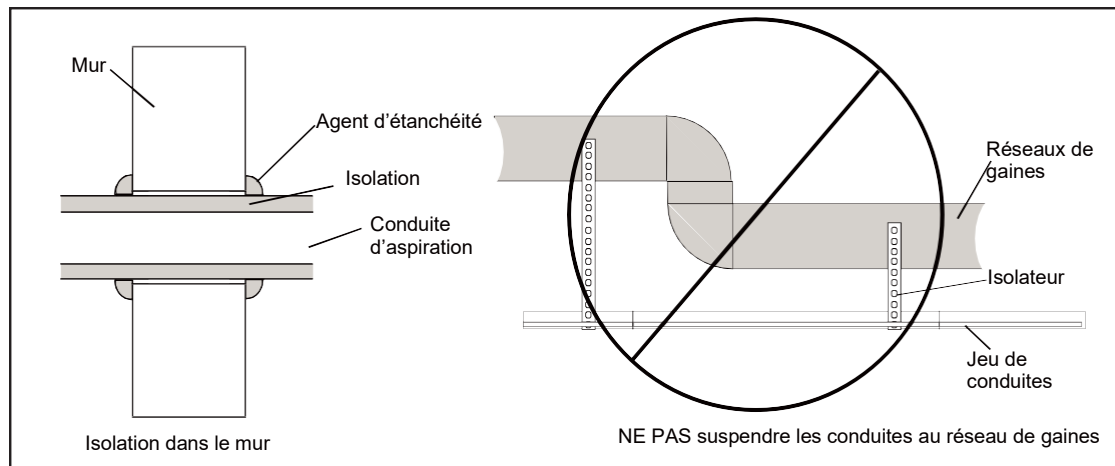 Mur
Agent d'étanchéité
Isolation
Conduite
d'aspiration
Isolation dans le mur
Réseaux de
gaines
Isolateur
Jeu de
conduites
NE PAS suspendre les conduites au réseau de gaines